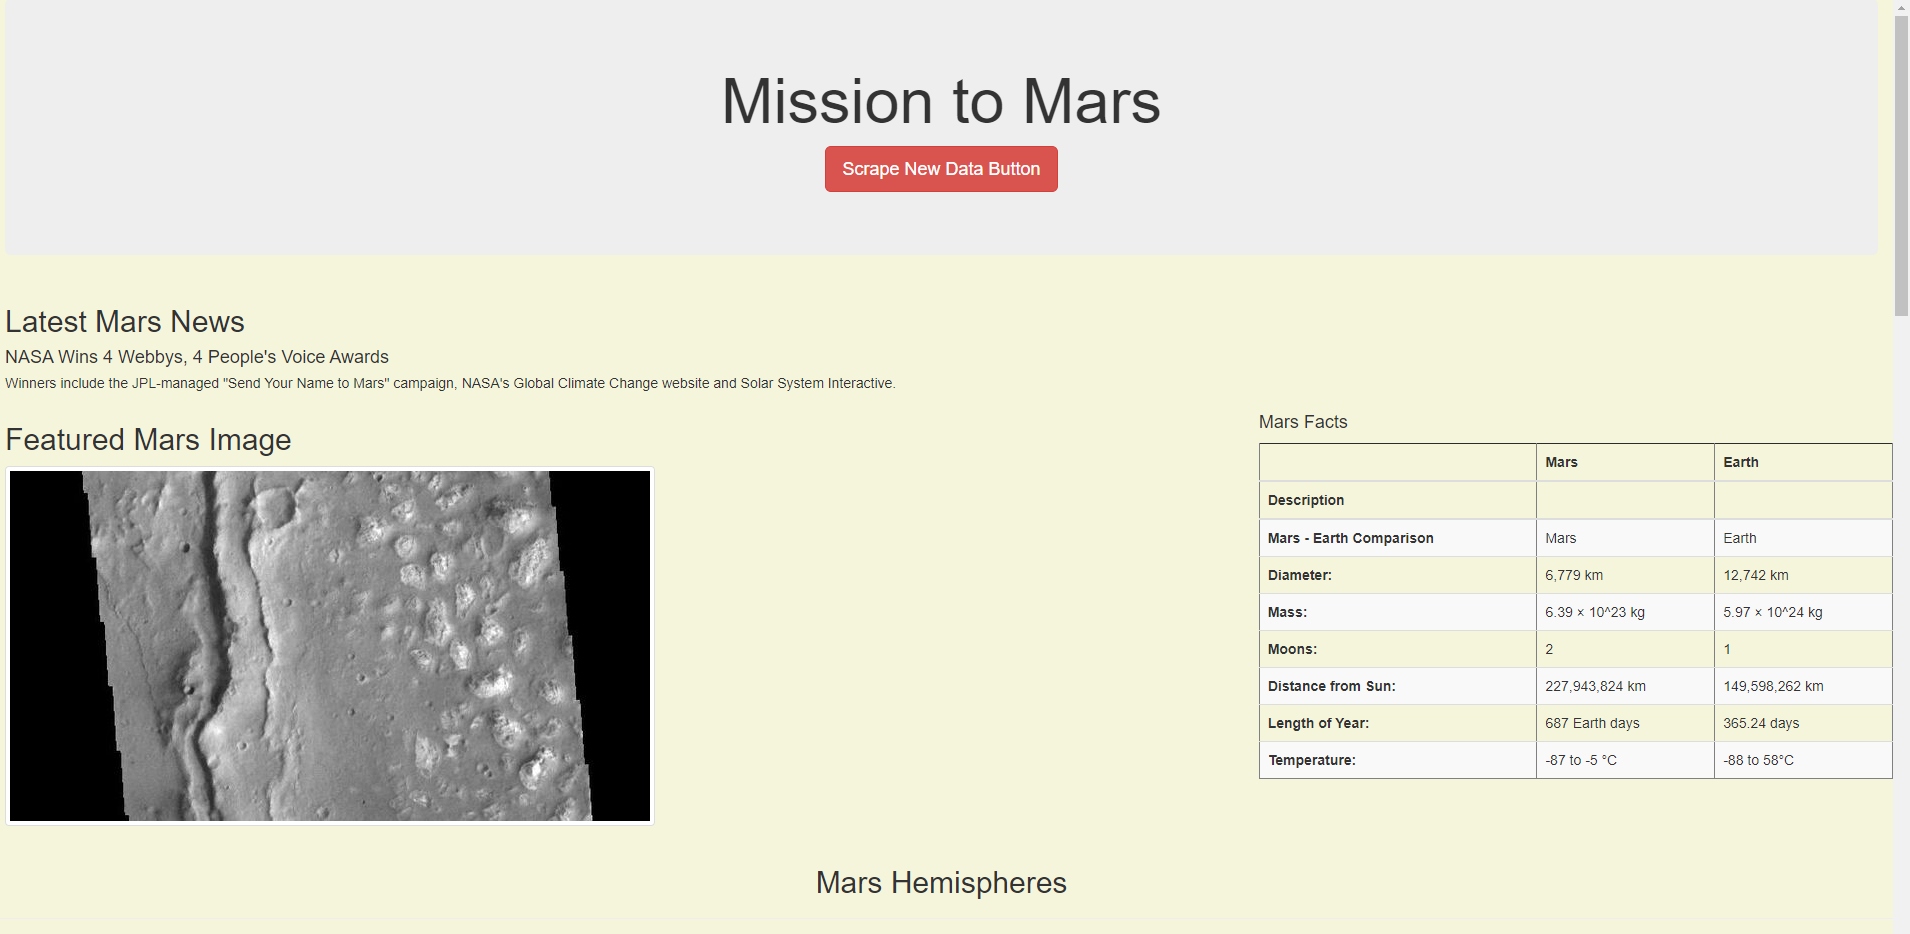 Mission to Mars
Scrape New Data Button
Latest Mars News
NASA Wins 4 Webbys, 4 People's Voice Awards
Winners include the JPL-managed "Send Your Name to Mars" campaign, NASA's Global Climate Change website and Solar System Interactive.
Featured Mars Image
Mars Facts
Mars Earth
Description
Mars - Earth Comparison Mars Earth
Diameter: 6,779 km 12,742 km
Mass: 6.39 × 10^23 kg 5.97 × 10^24 kg
Moons: 2 1
Distance from Sun: 227,943,824 km 149,598,262 km
Length of Year: 687 Earth days 365.24 days
Temperature: -87 to -5 °C -88 to 58°C
Mars Hemispheres